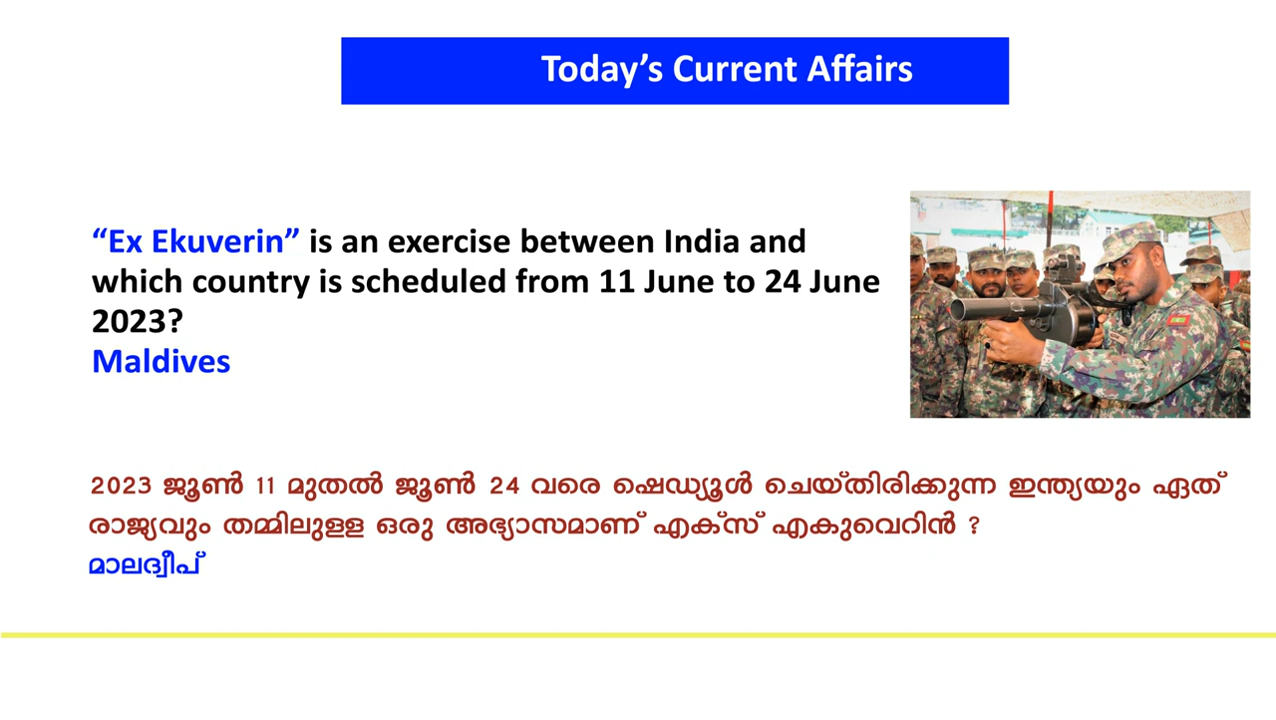 Today’s Current Affairs
“Ex Ekuverin” is an exercise between India and
which country is scheduled from 11 June to 24 June
2023?
Maldives
2023 ജൂൺ 11 മുതൽ ജൂൺ 24 വരെ ഷെഡ്യൂൾ ചെയ്തിരിക്കുന്ന ഇന്ത്യയും ഏത്
രാജ്യവും തമ്മിലുളള ഒരു അഭ്യാസമാണ് എക്സ് എകുവെറിൻ ?
മാലദ്വീപ്